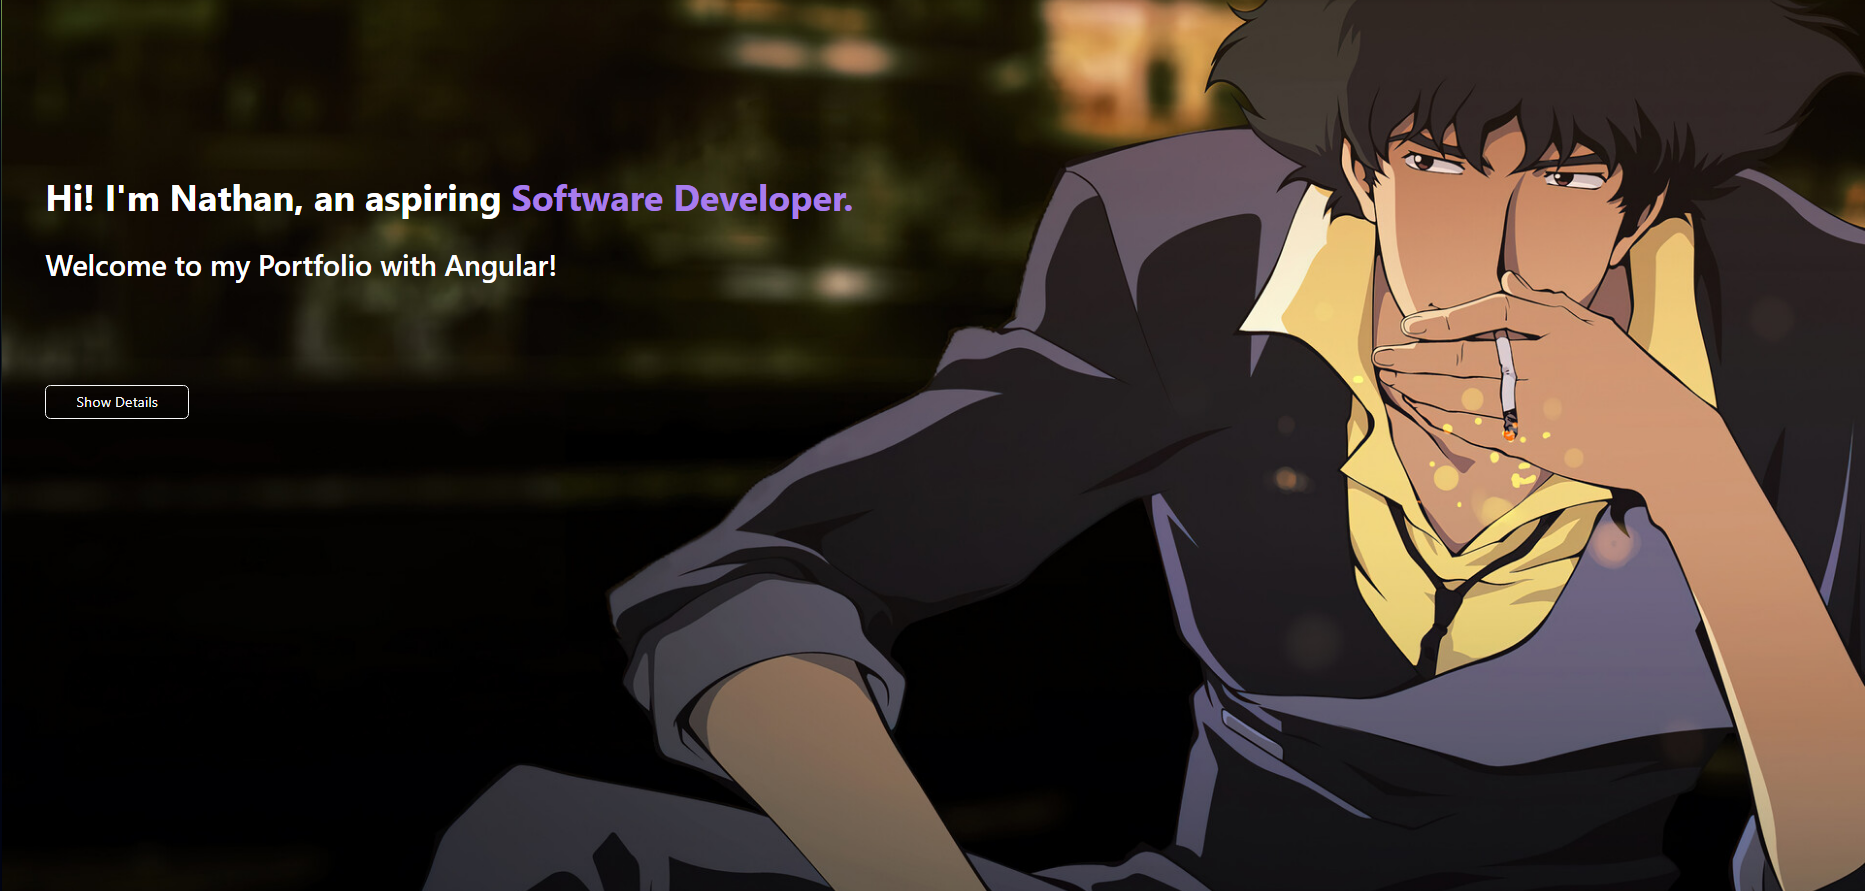 Hi! I'm Nathan, an aspiring Software Developer.
Welcome to my Portfolio with Angular!
Show Details